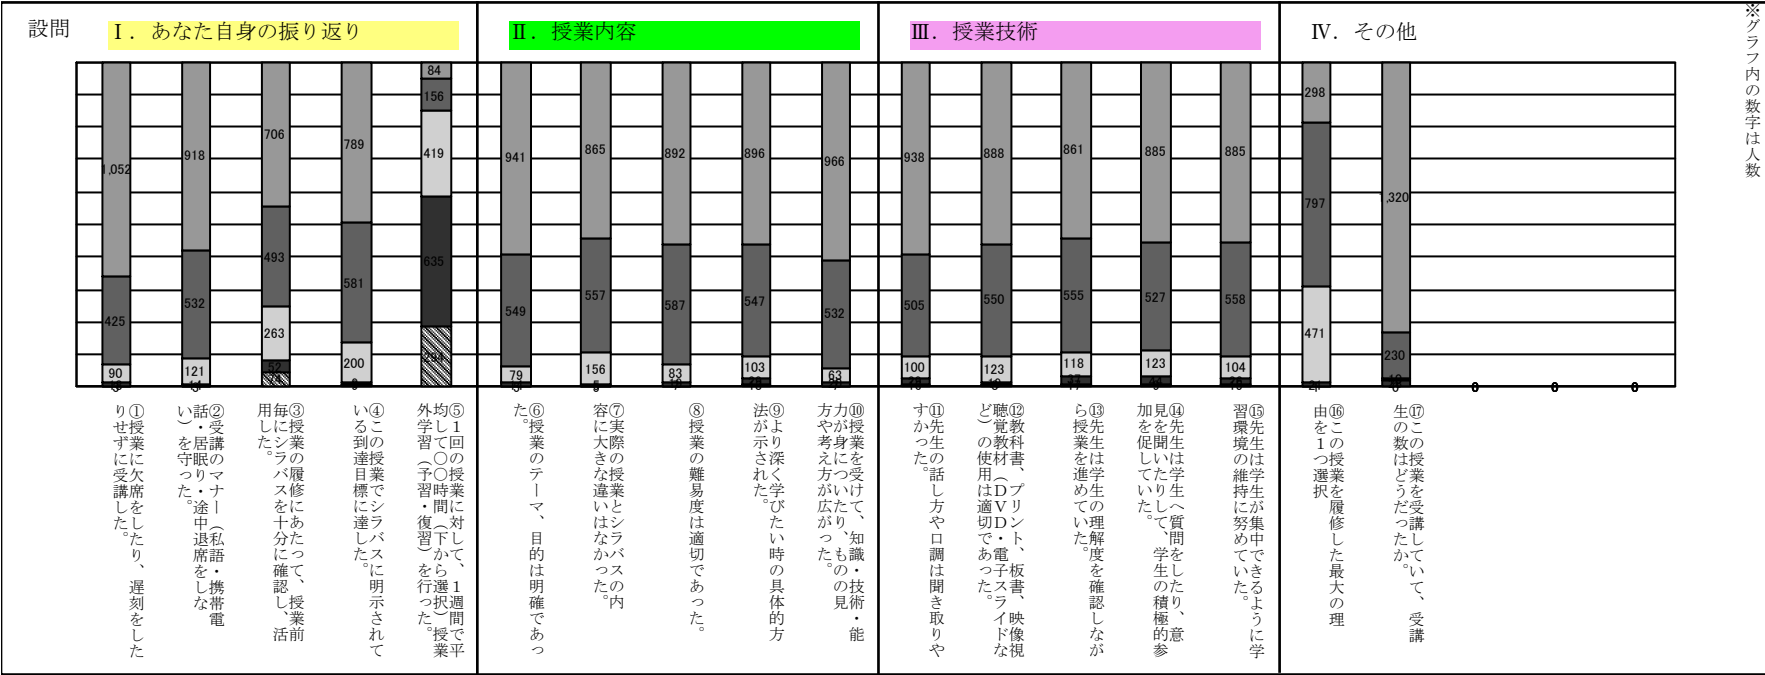 設問
Ⅰ．あなた自身の振り返り
Ⅱ．授業内容
Ⅲ．授業技術
Ⅳ．その他
※グラフ内の数字は人数
1,052
425
90
918
532
121
706
493
263
52
74
789
581
200
84
156
419
635
294
941
549
79
865
557
156
892
587
83
896
547
103
966
532
63
938
505
100
888
550
123
861
555
118
885
527
123
885
558
104
298
797
471
1,320
230
0
0
0
①授業に欠席をしたり、遅刻をした
りせずに受講した。
②受講のマナー（私語・携帯電
話・居眠り・途中退席をしな
い）を守った。
③授業の履修にあたって、授業前
毎にシラバスを十分に確認し、活
用した。
④この授業でシラバスに明示されて
いる到達目標に達した。
⑤１回の授業に対して、１週間で平
均して〇〇時間（下から選択）授業
外学習（予習・復習）を行った。
⑥授業のテーマ、目的は明確であっ
た。
⑦実際の授業とシラバスの内
容に大きな違いはなかった。
⑧授業の難易度は適切であった。
⑨より深く学びたい時の具体的方
法が示された。
⑩授業を受けて、知識・技術・能
力が身についたり、ものの見
方や考え方が広がった。
⑪先生の話し方や口調は聞き取りや
すかった。
⑫教科書、プリント、板書、映像視
聴覚教材（ＤＶＤ・電子スライドな
ど）の使用は適切であった。
⑬先生は学生の理解度を確認しなが
ら授業を進めていた。
⑭先生は学生へ質問をしたり、意
見を聞いたりして、学生の積極的参
加を促していた。
⑮先生は学生が集中できるように学
習環境の維持に努めていた。
⑯この授業を履修した最大の理
由を１つ選択
⑰この授業を受講していて、受講
生の数はどうだったか。